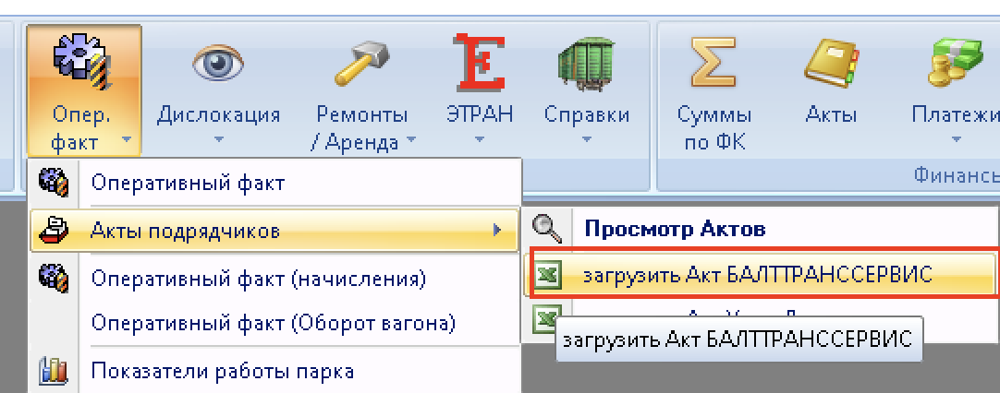 Опер.
факт
Дислокация
Ремонты
/ Аренда
ЭТРАН
Справки
Суммы
по ФК
Акты
Платежи
Финансы
Оперативный факт
Акты подрядчиков
Оперативный факт (начисления)
Оперативный факт (Оборот вагона)
Показатели работы парка
Просмотр Актов
загрузить Акт БАЛТТРАНССЕРВИС
загрузить Акт БАЛТТРАНССЕРВИС